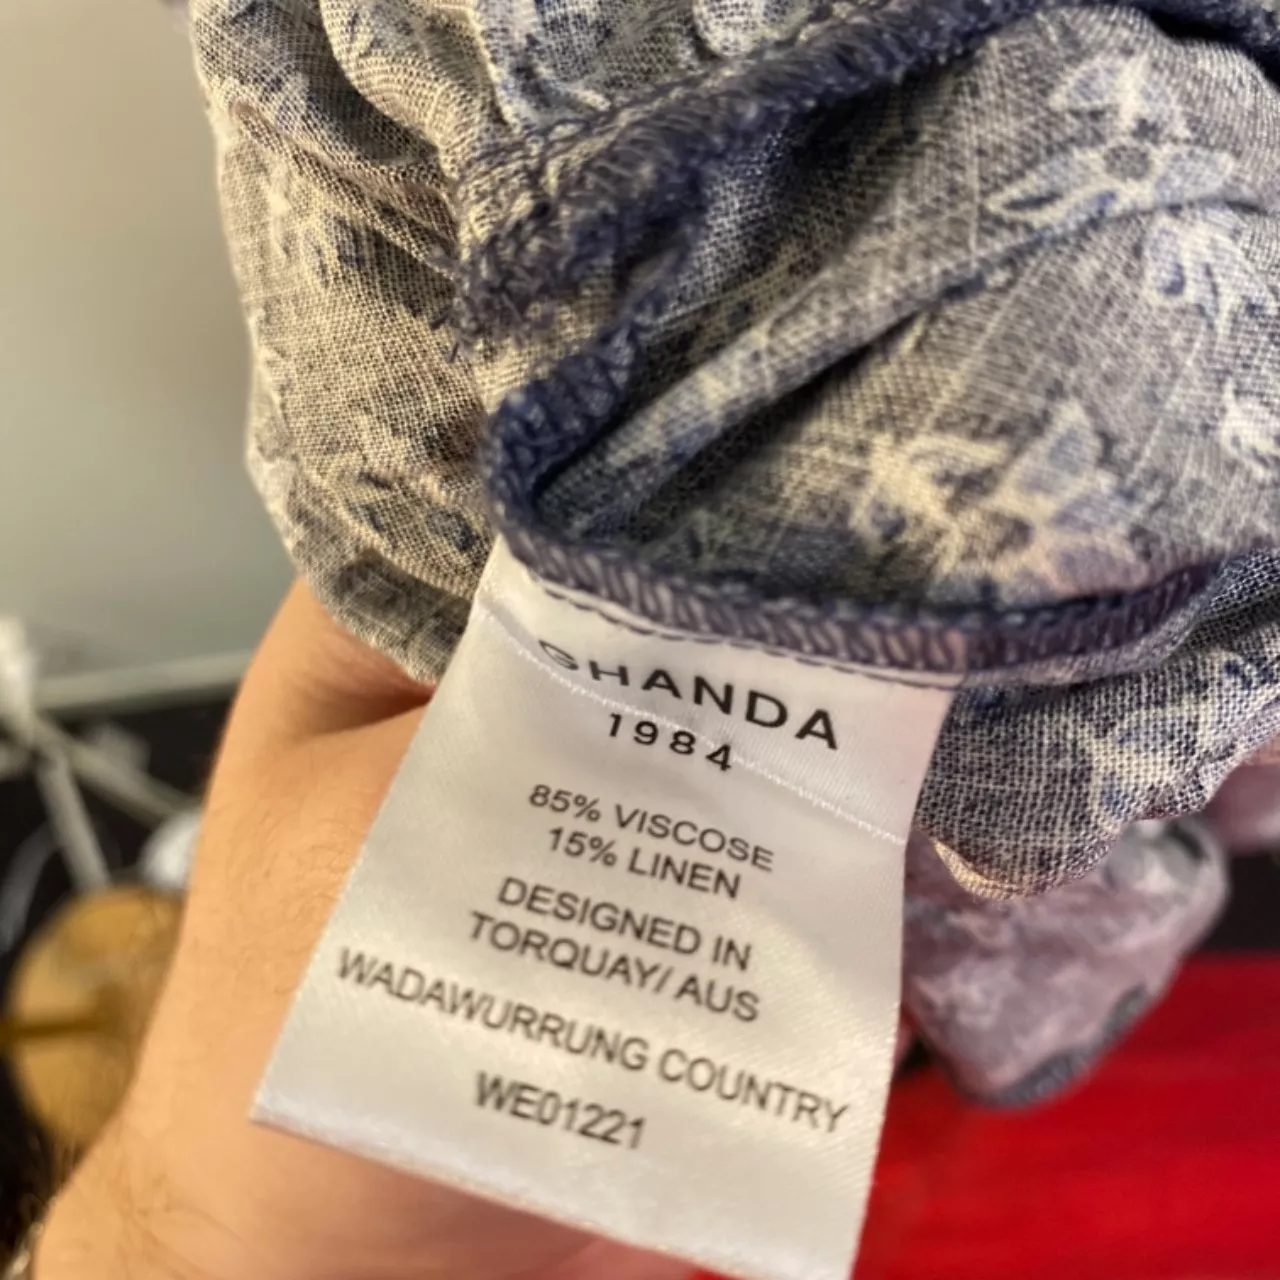 GHANDA
1984
85% VISCOSE
15% LINEN
DESIGNED IN
TORQUAY/ AUS
WADAWURRUNG COUNTRY
WE01221